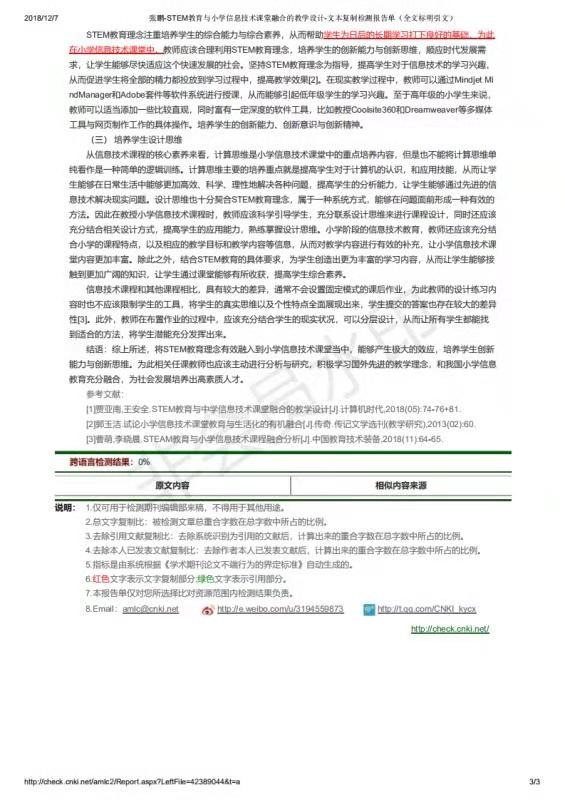 2018/12/7 张鹏-STEM教育与小学信息技术课堂融合的教学设计-文本复制检测报告单（全文标明引文）
STEM教育理念注重培养学生的综合能力与综合素养，从而帮助学生为日后的长期学习打下良好的基础。为此
在小学信息技术课堂中，教师应该合理利用STEM教育理念，培养学生的创新能力与创新思维，顺应时代发展需
求，让学生能够尽快适应这个快速发展的社会。坚持STEM教育理念为指导，提高学生对于信息技术的学习兴趣，
从而促进学生将全部的精力都投放到学习过程中，提高教学效果[2]。在现实教学过程中，教师可以通过Mindjet Mi
ndManager和Adobe套件等软件系统进行授课，从而能够引起低年级学生的学习兴趣。至于高年级的小学生来说，
教师可以适当添加一些比较直观，同时富有一定深度的软件工具，比如教授Coolsite360和Dreamweaver等多媒体
工具与网页制作工作的具体操作。培养学生的创新能力、创新意识与创新精神。
（三） 培养学生设计思维
从信息技术课程的核心素养来看，计算思维是小学信息技术课堂中的重点培养内容，但是也不能将计算思维单
纯看作是一种简单的逻辑训练。计算思维主要的培养重点就是提高学生对于计算机的认识，和应用技能，从而让学
生能够在日常生活中能够更加高效、科学、理性地解决各种问题，提高学生的分析能力，让学生能够通过先进的信
息技术解决现实问题。设计思维也十分契合STEM教育理念，属于一种系统方式，能够在问题面前形成一种有效的
方法。因此在教授小学信息技术课程时，教师应该科学引导学生，充分联系设计思维来进行课程设计，同时还应该
充分结合相关设计方式，提高学生的应用能力，熟练掌握设计思维。小学阶段的信息技术教育，教师还应该充分结
合小学的课程特点，以及相应的教学目标和教学内容等信息，从而对教学内容进行有效的补充，让小学信息技术课
堂内容更加丰富。除此之外，结合STEM教育的具体要求，为学生创造出更为丰富的学习内容，从而让学生能够接
触到更加广阔的知识，让学生通过课堂能够有所收获，提高学生综合素养。
信息技术课程和其他课程相比，具有较大的差异，通常不会设置固定模式的课后作业，为此教师的设计练习内
容时也不应该限制学生的工具，将学生的真实思维以及个性特点全面展现出来，学生提交的答案也存在较大的差异
性[3]。此外，教师在布置作业的过程中，应该充分结合学生的现实状况，可以分层设计，从而让所有学生都能找
到适合的方法，将学生潜能充分发挥出来。
结语：综上所述，将STEM教育理念有效融入到小学信息技术课堂当中，能够产生极大的效应，培养学生创新
能力与创新思维。为此相关任课教师也应该主动进行分析与研究，积极学习国外先进的教学理念，和我国小学信息
教育充分融合，为社会发展培养出高素质人才。
参考文献：
[1]贾亚南,王安全.STEM教育与中学信息技术课堂融合的教学设计[J].计算机时代,2018(05):74-76+81.
[2]郭玉洁.试论小学信息技术课堂教育与生活化的有机融合[J].传奇.传记文学选刊(教学研究),2013(02):60.
[3]曹萌,李晓晨.STEAM教育与小学信息技术课程融合分析[J].中国教育技术装备,2018(11):64-65.
跨语言检测结果：0%
原文内容 相似内容来源
说明： 1.仅可用于检测期刊编辑部来稿，不得用于其他用途。
2.总文字复制比：被检测文章总重合字数在总字数中所占的比例。
3.去除引用文献复制比：去除系统识别为引用的文献后，计算出来的重合字数在总字数中所占的比例。
4.去除本人已发表文献复制比：去除作者本人已发表文献后，计算出来的重合字数在总字数中所占的比例。
5.指标是由系统根据《学术期刊论文不端行为的界定标准》自动生成的。
6.红色文字表示文字复制部分;绿色文字表示引用部分。
7.本报告单仅对您所选择比对资源范围内检测结果负责。
8.Email：amlc@cnki.net http://e.weibo.com/u/3194559873 http://t.qq.com/CNKI_kycx
http://check.cnki.net/
非会员水印
http://check.cnki.net/amlc2/Report.aspx?LeftFile=42389044&t=a 3/3